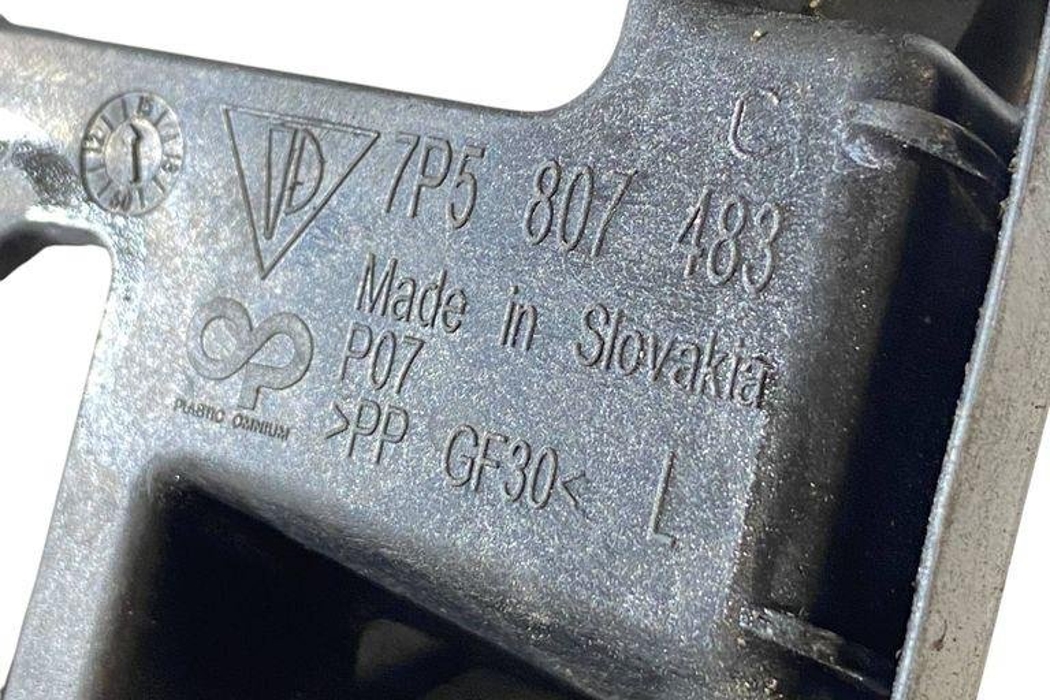 C
7P5 807 483
Made in Slovakia
P07
PLASTIC OMNIUM
>PP GF30<
L